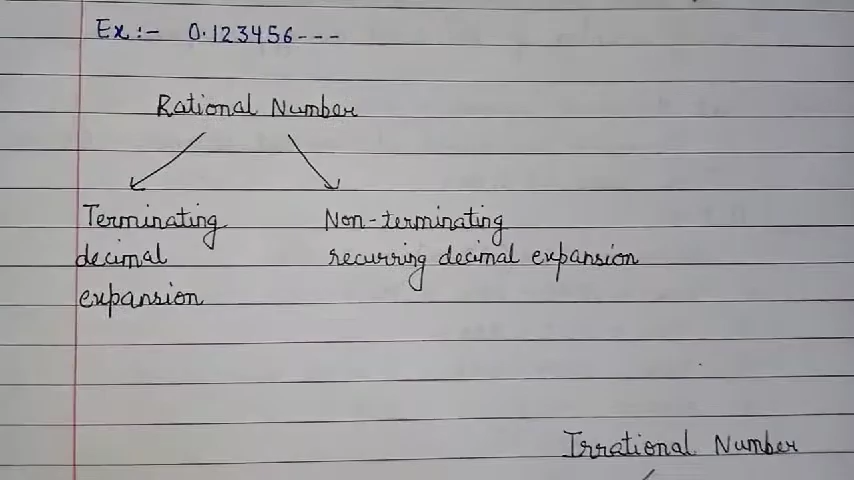 Ex:- 0.123456---
Rational Number
Terminating
decimal
expansion
Non-terminating
recurring decimal expansion
Irrational Number